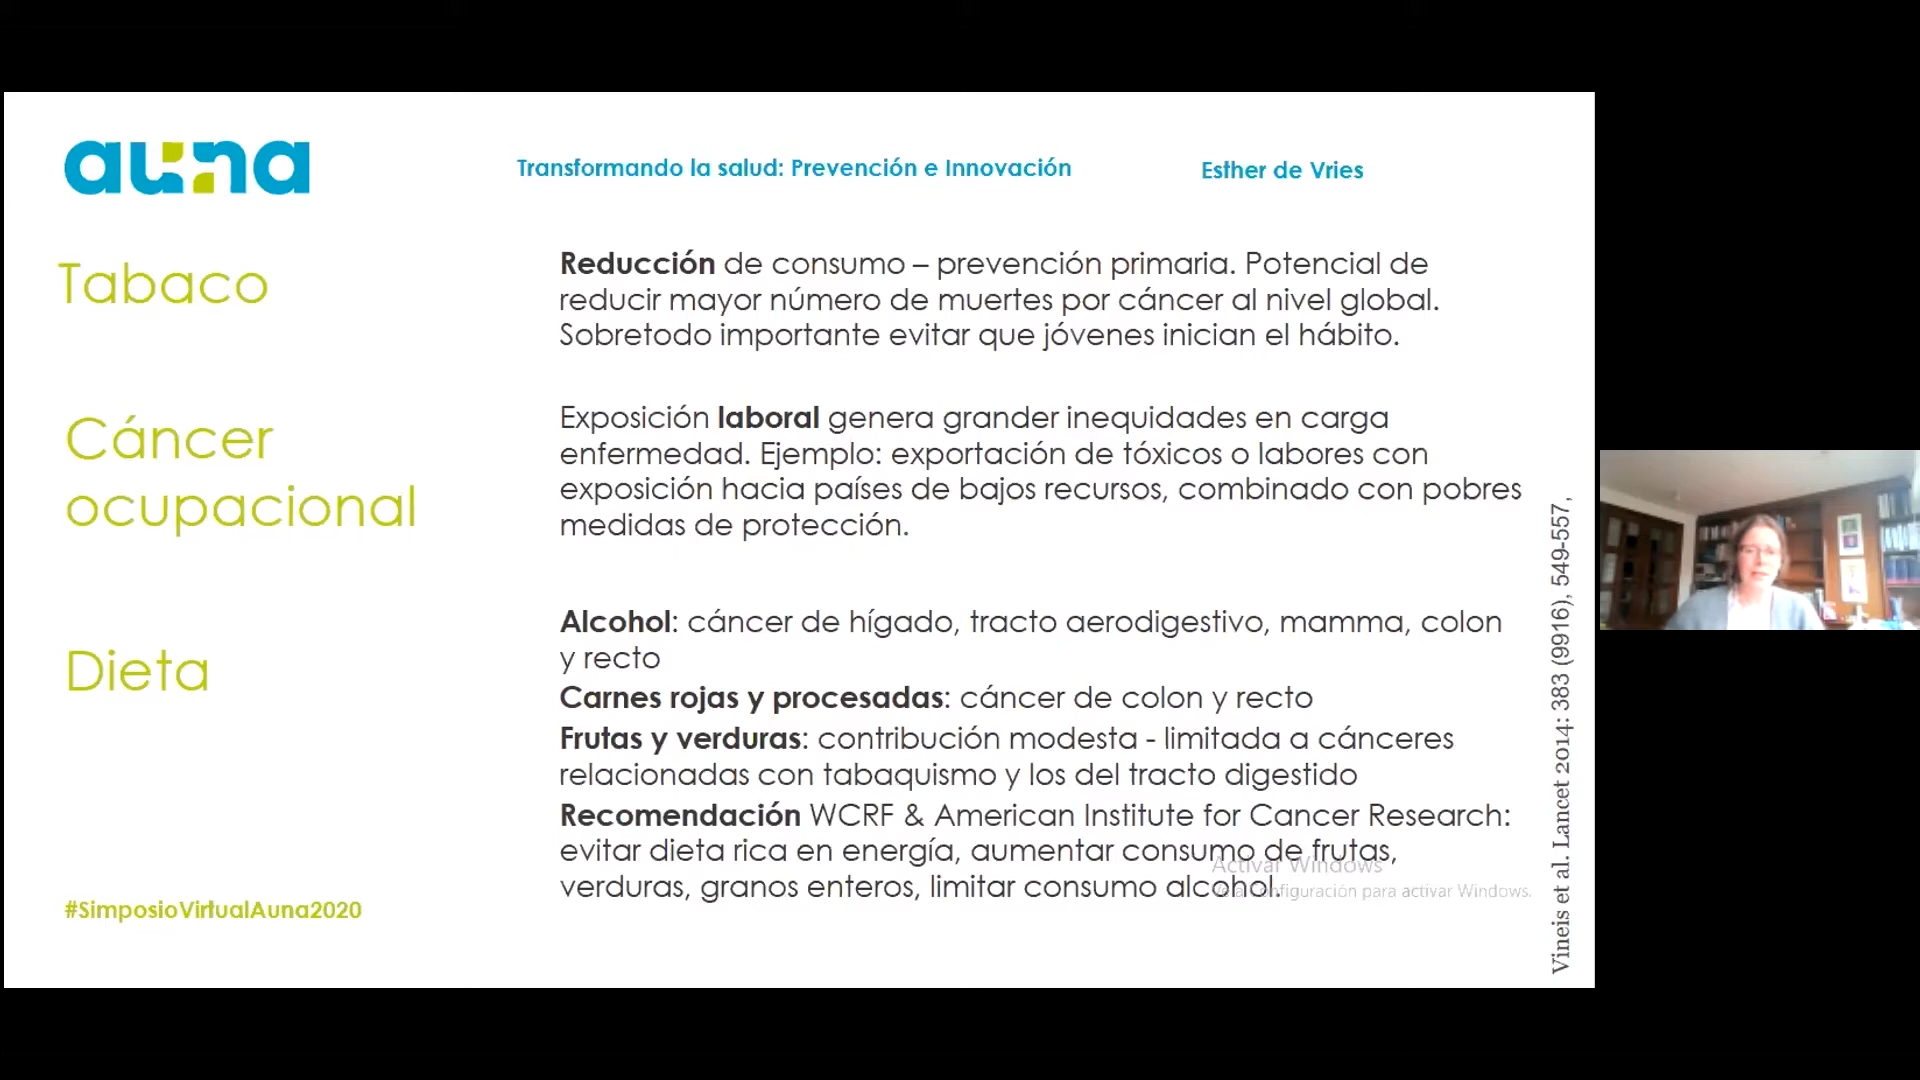 auna
Transformando la salud: Prevención e Innovación
Esther de Vries
Tabaco
Reducción de consumo – prevención primaria. Potencial de
reducir mayor número de muertes por cáncer al nivel global.
Sobretodo importante evitar que jóvenes inician el hábito.
Cáncer
ocupacional
Exposición laboral genera grander inequidades en carga
enfermedad. Ejemplo: exportación de tóxicos o labores con
exposición hacia países de bajos recursos, combinado con pobres
medidas de protección.
Dieta
Alcohol: cáncer de hígado, tracto aerodigestivo, mamma, colon
y recto
Carnes rojas y procesadas: cáncer de colon y recto
Frutas y verduras: contribución modesta - limitada a cánceres
relacionadas con tabaquismo y los del tracto digestido
Recomendación WCRF & American Institute for Cancer Research:
evitar dieta rica en energía, aumentar consumo de frutas,
verduras, granos enteros, limitar consumo alcohol.
Activar Windows
Ve a Configuración para activar Windows.
#SimposioVirtualAuna2020
Vineis et al. Lancet 2014: 383 (9916), 549-557,